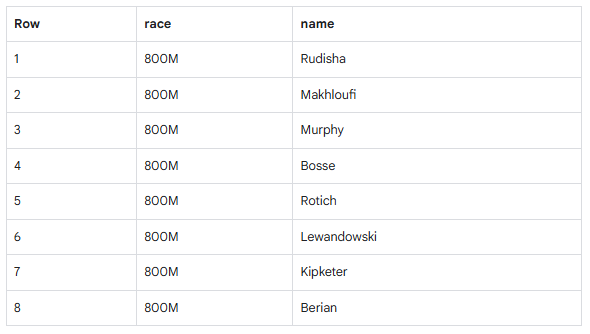 Row race name
1 800M Rudisha
2 800M Makhloufi
3 800M Murphy
4 800M Bosse
5 800M Rotich
6 800M Lewandowski
7 800M Kipketer
8 800M Berian